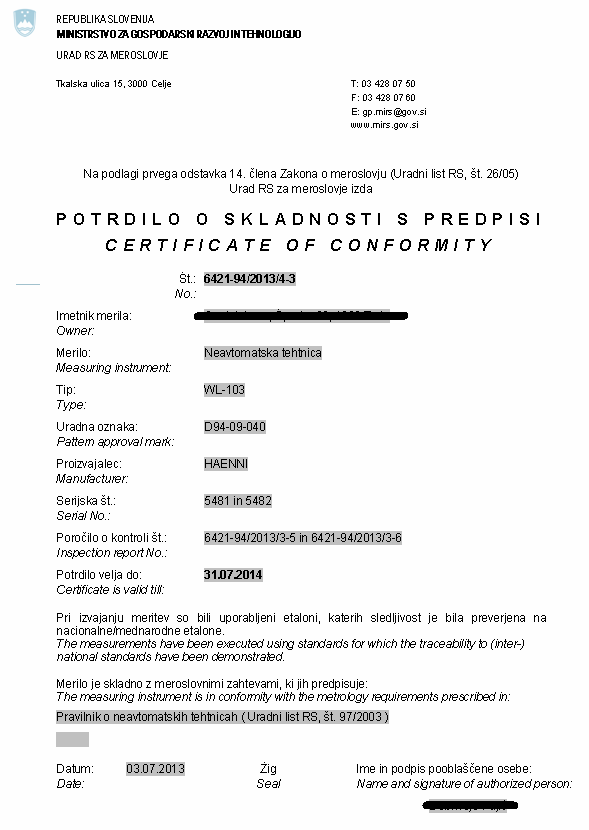 REPUBLIKA SLOVENIJA
MINISTRSTVO ZA GOSPODARSKI RAZVOJ IN TEHNOLOGIJO
URAD RS ZA MEROSLOVJE
Tkalska ulica 15, 3000 Celje
T: 03 428 07 50
F: 03 428 07 60
E: gp.mirs@gov.si
www.mirs.gov.si
Na podlagi prvega odstavka 14. člena Zakona o meroslovju (Uradni list RS, št. 26/05)
Urad RS za meroslovje izda
POTRDILO O SKLADNOSTI S PREDPISI
CERTIFICATE OF CONFORMITY
Št.: 6421-94/2013/4-3
No.:
Imetnik merila:
Owner:
Merilo: Neavtomatska tehtnica
Measuring instrument:
Tip: WL-103
Type:
Uradna oznaka: D94-09-040
Pattern approval mark:
Proizvajalec: HAENNI
Manufacturer:
Serijska št.: 5481 in 5482
Serial No.:
Poročilo o kontroli št.: 6421-94/2013/3-5 in 6421-94/2013/3-6
Inspection report No.:
Potrdilo velja do: 31.07.2014
Certificate is valid till:
Pri izvajanju meritev so bili uporabljeni etaloni, katerih sledljivost je bila preverjena na
nacionalne/mednarodne etalone.
The measurements have been executed using standards for which the traceability to (inter-)
national standards have been demonstrated.
Merilo je skladno z meroslovnimi zahtevami, ki jih predpisuje:
The measuring instrument is in conformity with the metrology requirements prescribed in:
Pravilnik o neavtomatskih tehtnicah ( Uradni list RS, št. 97/2003 )
Datum: 03.07.2013 Žig Ime in podpis pooblaščene osebe:
Date: Seal Name and signature of authorized person: